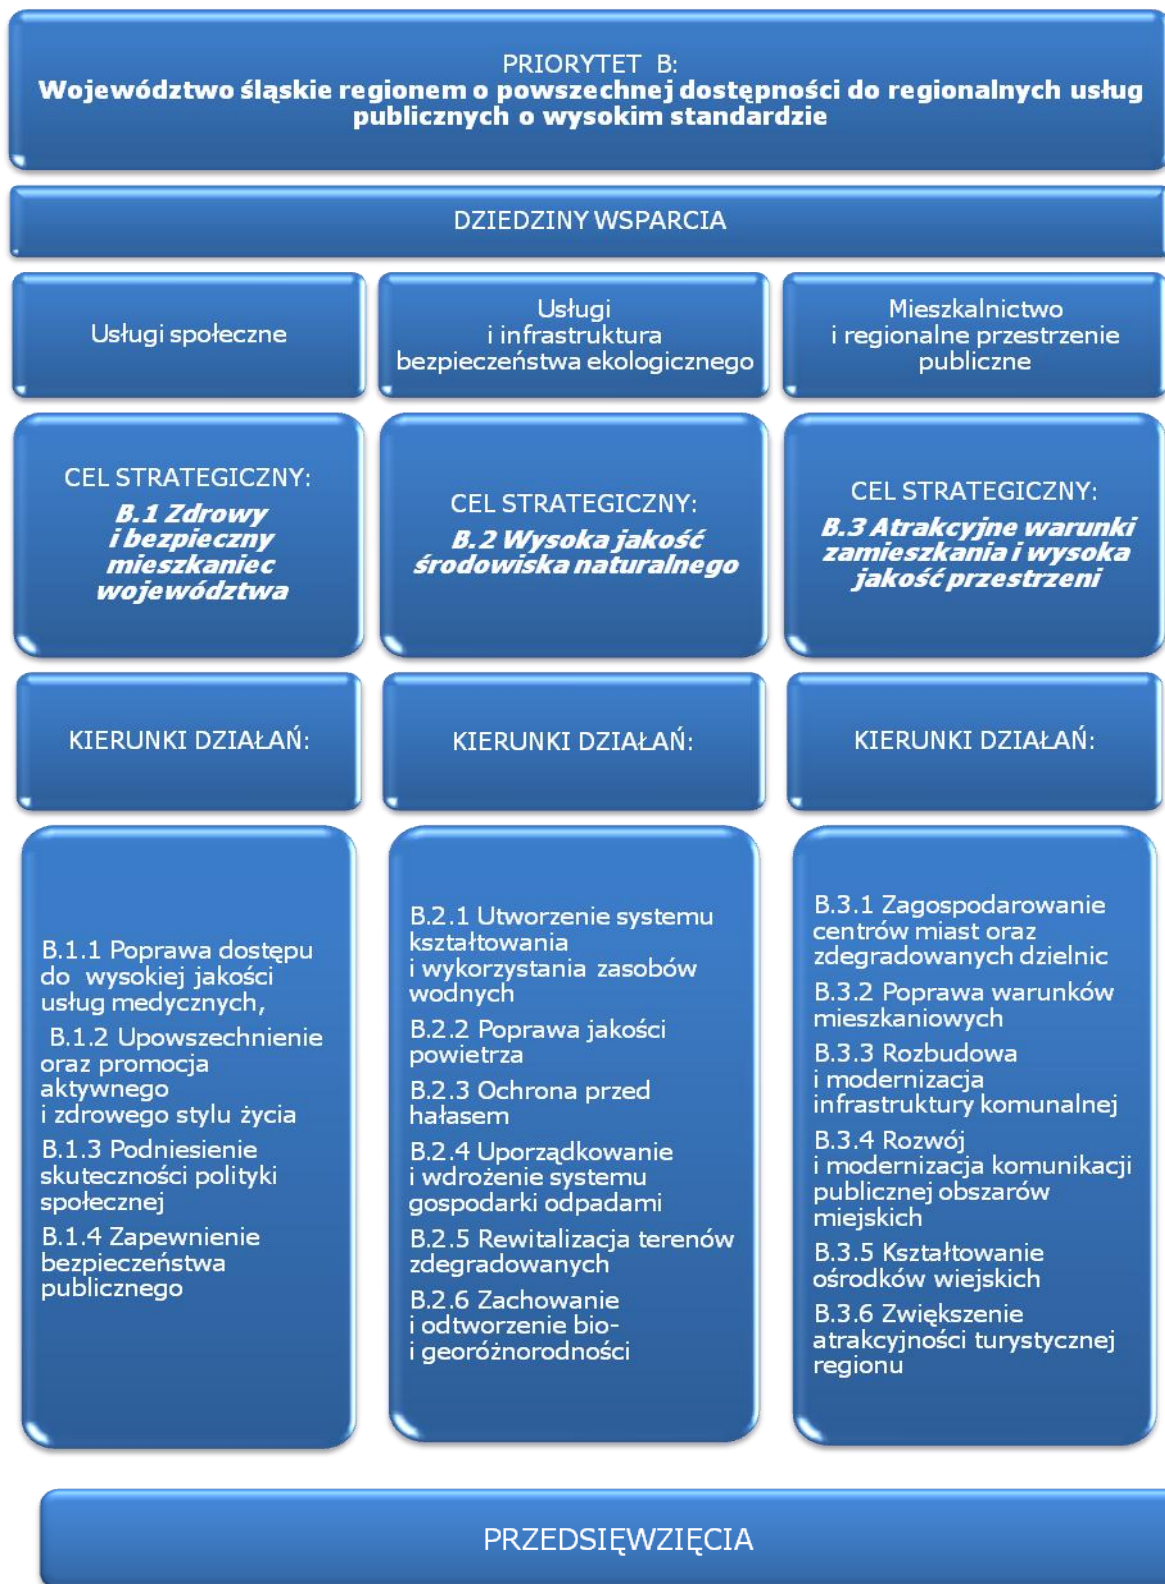 PRIORYTET B:
Województwo śląskie regionem o powszechnej dostępności do regionalnych usług
publicznych o wysokim standardzie
DZIEDZINY WSPARCIA
Usługi społeczne
Usługi
i infrastruktura
bezpieczeństwa ekologicznego
Mieszkalnictwo
i regionalne przestrzenie
publiczne
CEL STRATEGICZNY:
B.1 Zdrowy
i bezpieczny
mieszkaniec
województwa
CEL STRATEGICZNY:
B.2 Wysoka jakość
środowiska naturalnego
CEL STRATEGICZNY:
B.3 Atrakcyjne warunki
zamieszkania i wysoka
jakość przestrzeni
KIERUNKI DZIAŁAŃ:
KIERUNKI DZIAŁAŃ:
KIERUNKI DZIAŁAŃ:
B.1.1 Poprawa dostępu
do wysokiej jakości
usług medycznych,
B.1.2 Upowszechnienie
oraz promocja
aktywnego
i zdrowego stylu życia
B.1.3 Podniesienie
skuteczności polityki
społecznej
B.1.4 Zapewnienie
bezpieczeństwa
publicznego
B.2.1 Utworzenie systemu
kształtowania
i wykorzystania zasobów
wodnych
B.2.2 Poprawa jakości
powietrza
B.2.3 Ochrona przed
hałasem
B.2.4 Uporządkowanie
i wdrożenie systemu
gospodarki odpadami
B.2.5 Rewitalizacja terenów
zdegradowanych
B.2.6 Zachowanie
i odtworzenie bio-
i georóżnorodności
B.3.1 Zagospodarowanie
centrów miast oraz
zdegradowanych dzielnic
B.3.2 Poprawa warunków
mieszkaniowych
B.3.3 Rozbudowa
i modernizacja
infrastruktury komunalnej
B.3.4 Rozwój
i modernizacja komunikacji
publicznej obszarów
miejskich
B.3.5 Kształtowanie
ośrodków wiejskich
B.3.6 Zwiększenie
atrakcyjności turystycznej
regionu
PRZEDSIĘWZIĘCIA